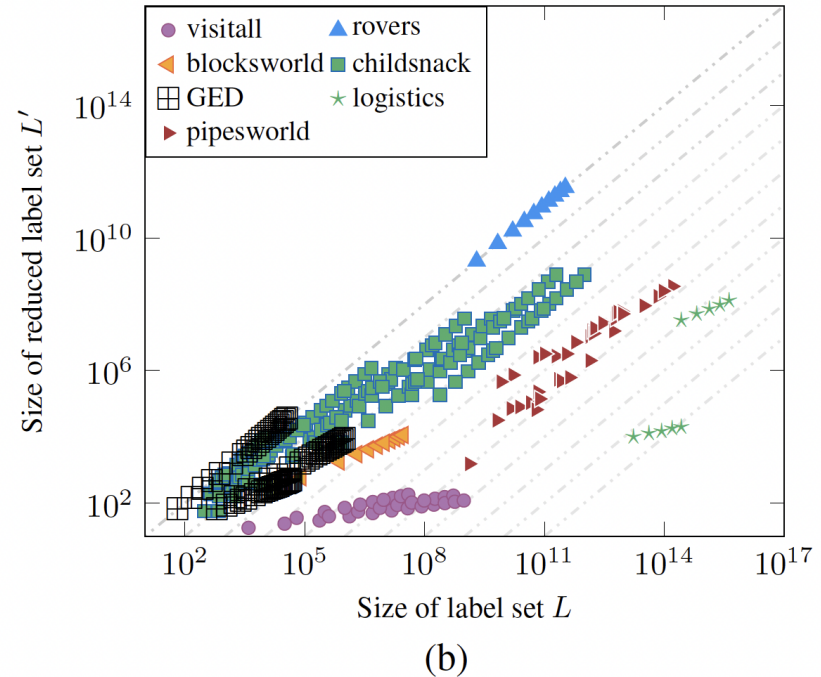 visitall
rovers
blocksworld
childsnack
GED
logistics
pipesworld
Size of reduced label set L′
10^14
10^10
10^6
10^2
10^2 10^5 10^8 10^11 10^14 10^17
Size of label set L
(b)